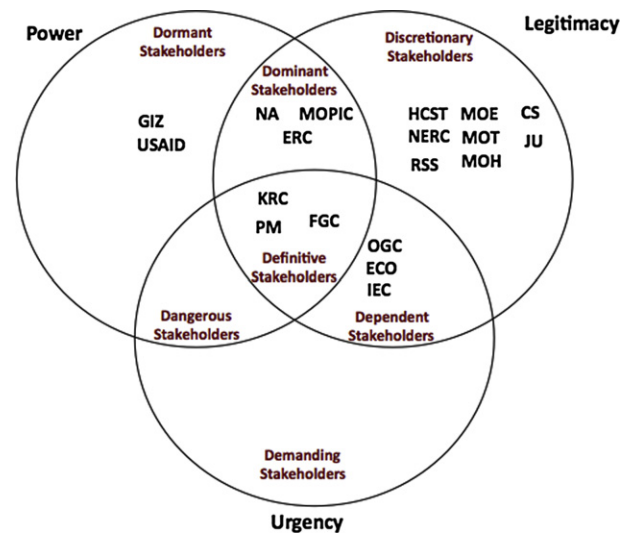 Power
Legitimacy
Dormant
Stakeholders
Discretionary
Stakeholders
Dominant
Stakeholders
GIZ
USAID
NA MOPIC
ERC
HCST MOE CS
NERC MOT JU
RSS MOH
KRC
PM FGC
Definitive
Stakeholders
OGC
ECO
IEC
Dangerous
Stakeholders
Dependent
Stakeholders
Demanding
Stakeholders
Urgency